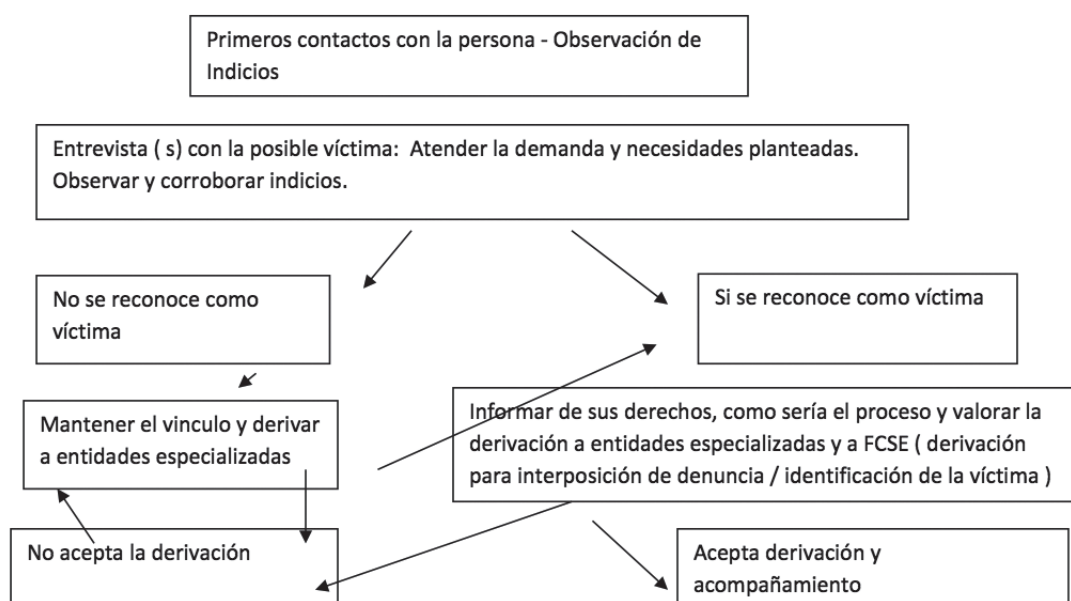 Primeros contactos con la persona - Observación de
Indicios
Entrevista ( s) con la posible víctima:  Atender la demanda y necesidades planteadas.
Observar y corroborar indicios.
No se reconoce como
víctima
Si se reconoce como víctima
Mantener el vinculo y derivar
a entidades especializadas
Informar de sus derechos, como sería el proceso y valorar la
derivación a entidades especializadas y a FCSE ( derivación
para interposición de denuncia / identificación de la víctima )
No acepta la derivación
Acepta derivación y
acompañamiento